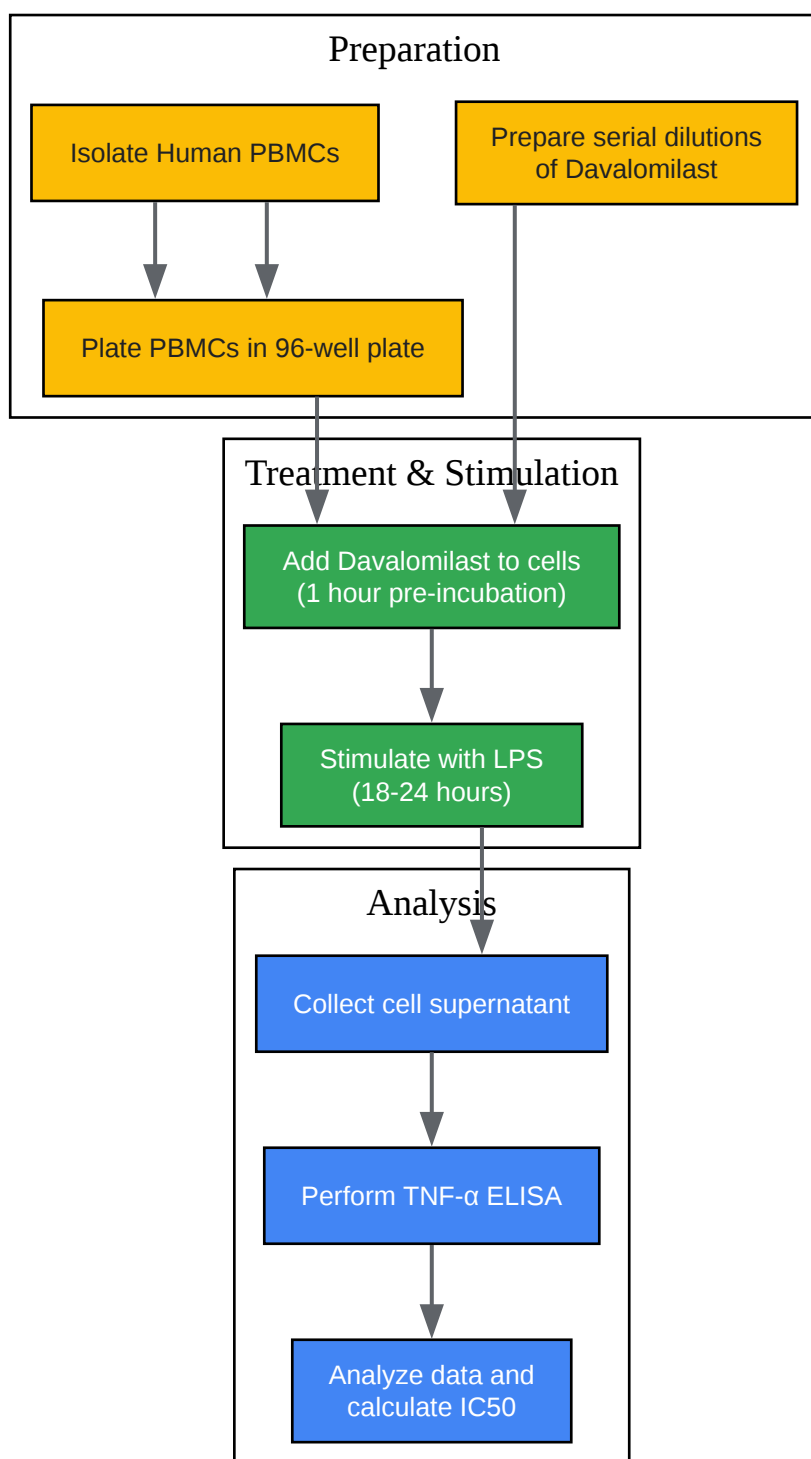 Preparation
Isolate Human PBMCs
Prepare serial dilutions
of Davalomilast
Plate PBMCs in 96-well plate
Treatment & Stimulation
Add Davalomilast to cells
(1 hour pre-incubation)
Stimulate with LPS
(18-24 hours)
Analysis
Collect cell supernatant
Perform TNF-α ELISA
Analyze data and
calculate IC50